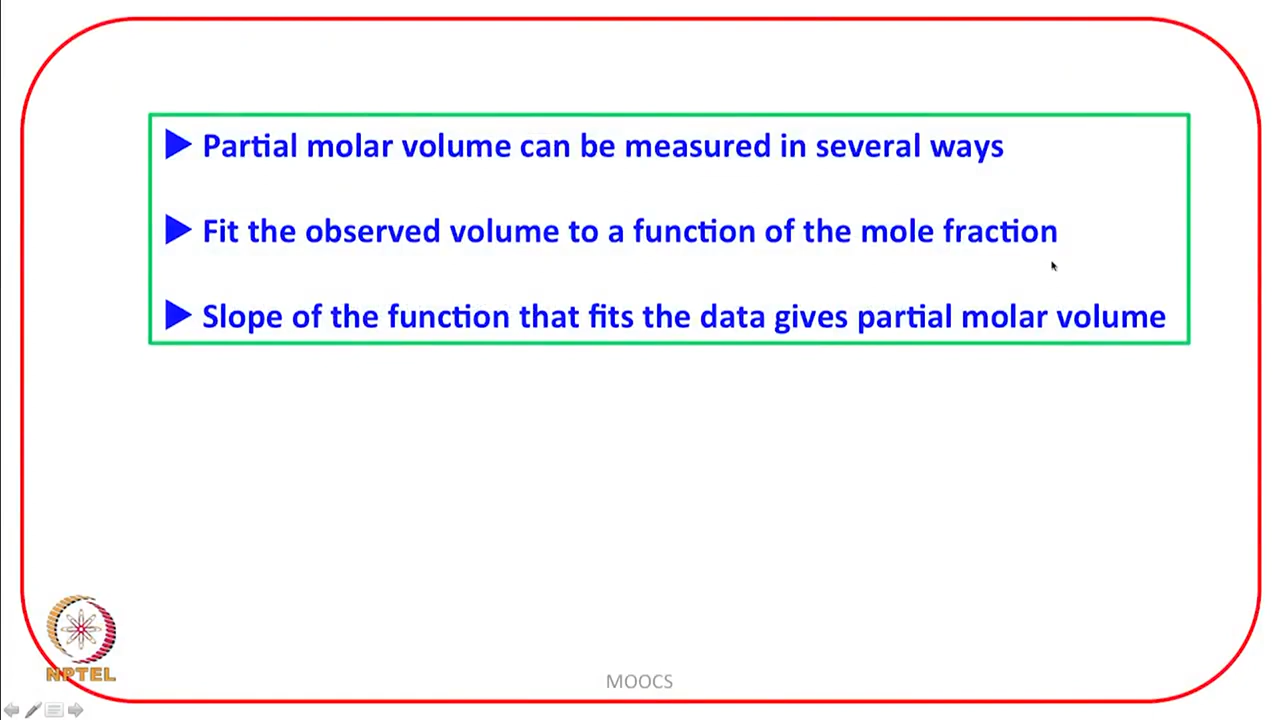 Partial molar volume can be measured in several ways
Fit the observed volume to a function of the mole fraction
Slope of the function that fits the data gives partial molar volume
NPTEL
MOOCS